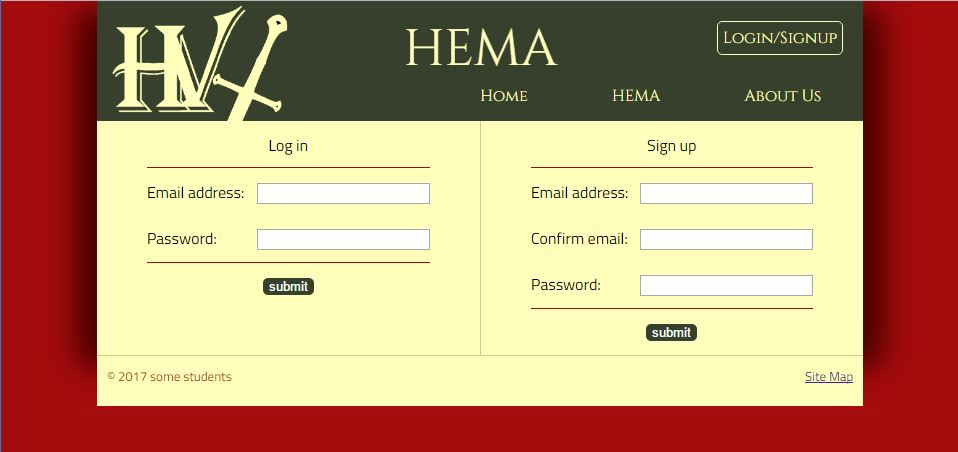 HEMA
Login/Signup
Home HEMA About Us
Log in
Email address:
Password:
submit
Sign up
Email address:
Confirm email:
Password:
submit
© 2017 some students
Site Map